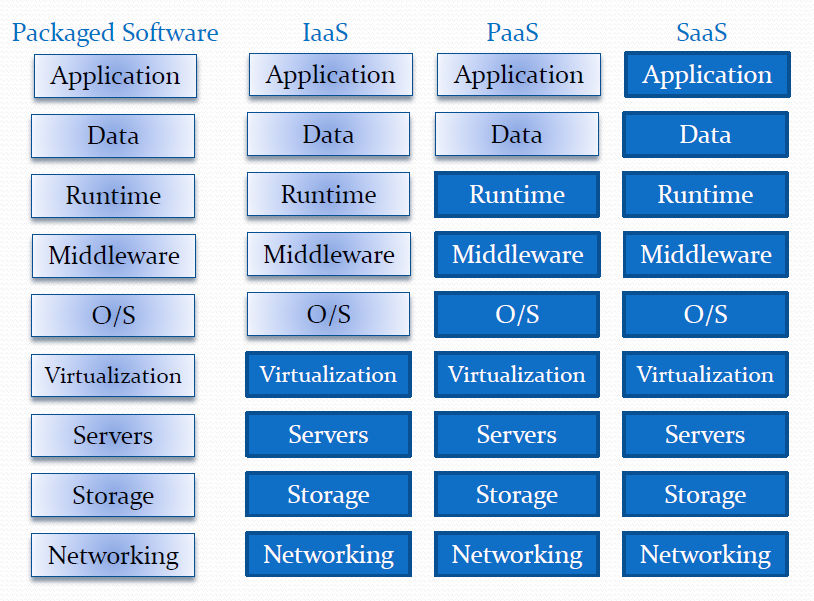 Packaged Software IaaS PaaS SaaS
Application Application Application Application
Data Data Data Data
Runtime Runtime Runtime Runtime
Middleware Middleware Middleware Middleware
O/S O/S O/S O/S
Virtualization Virtualization Virtualization Virtualization
Servers Servers Servers Servers
Storage Storage Storage Storage
Networking Networking Networking Networking